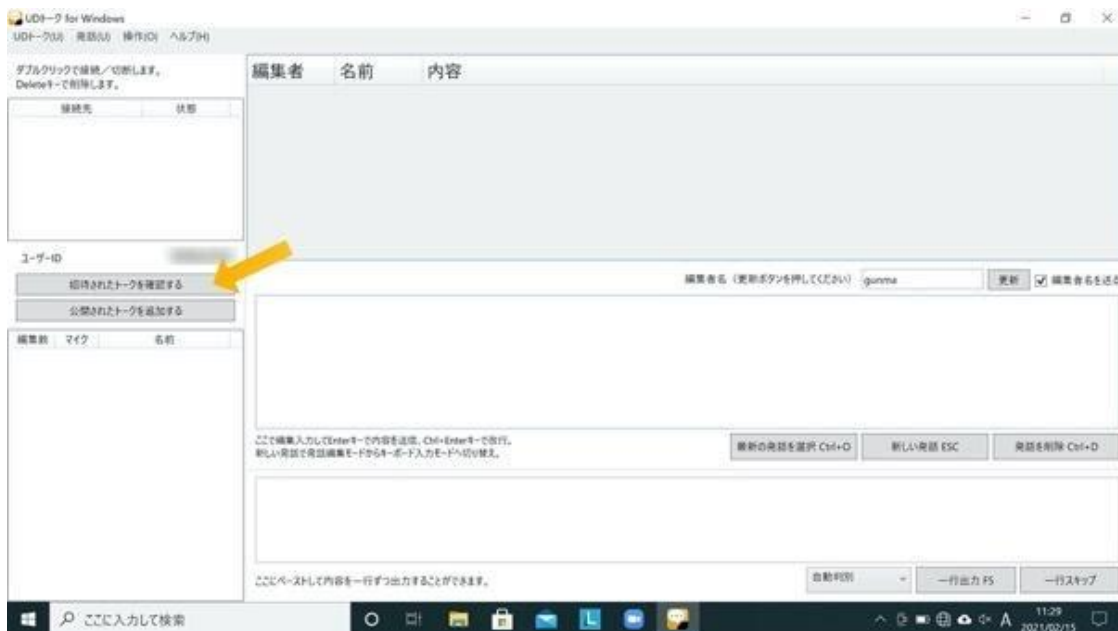 UDトーク for Windows
UDトーク(U) 発話(U) 操作(O) ヘルプ(H)
ダブルクリックで接続／切断します。
Deleteキーで削除します。
接続先 状態
編集者 名前 内容
ユーザーID
招待されたトークを確認する
公開されたトークを追加する
編集者名（更新ボタンを押してください） gunma 更新 編集者名を送る
編集数 マイク 名前
ここで編集入力してEnterキーで内容を送信、Ctrl+Enterキーで改行。
新しい発話で発話編集モードからキーボード入力モードへ切り替え。
最新の発話を選択 Ctrl+O 新しい発話 ESC 発話を削除 Ctrl+D
ここにペーストして内容を一行ずつ出力することができます。
自動判別 一行出力 F5 一行スキップ
ここに入力して検索
A 11:29
2021/02/15